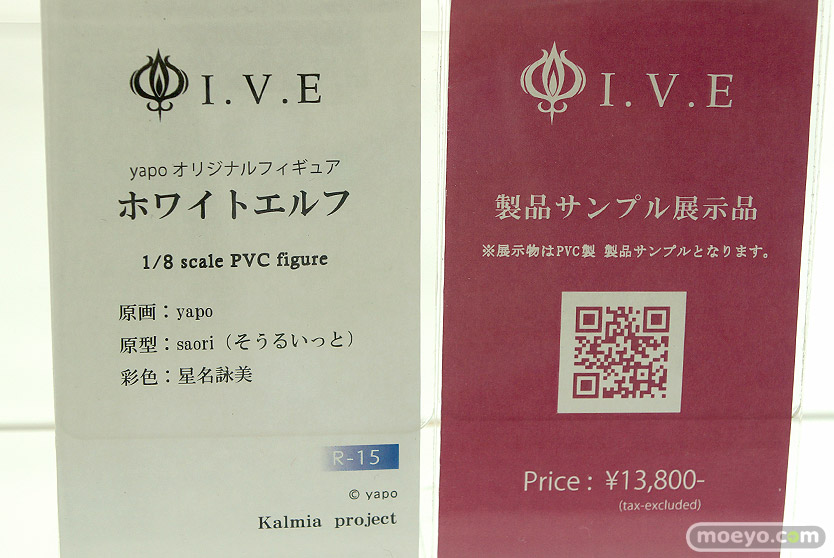 I.V.E
yapo オリジナルフィギュア
ホワイトエルフ
1/8 scale PVC figure
原画：yapo
原型：saori（そうるいっと）
彩色：星名詠美
R-15
© yapo
Kalmia project
I.V.E
製品サンプル展示品
※展示物はPVC製 製品サンプルとなります。
Price : ¥13,800-
(tax-excluded)
moeyo.com